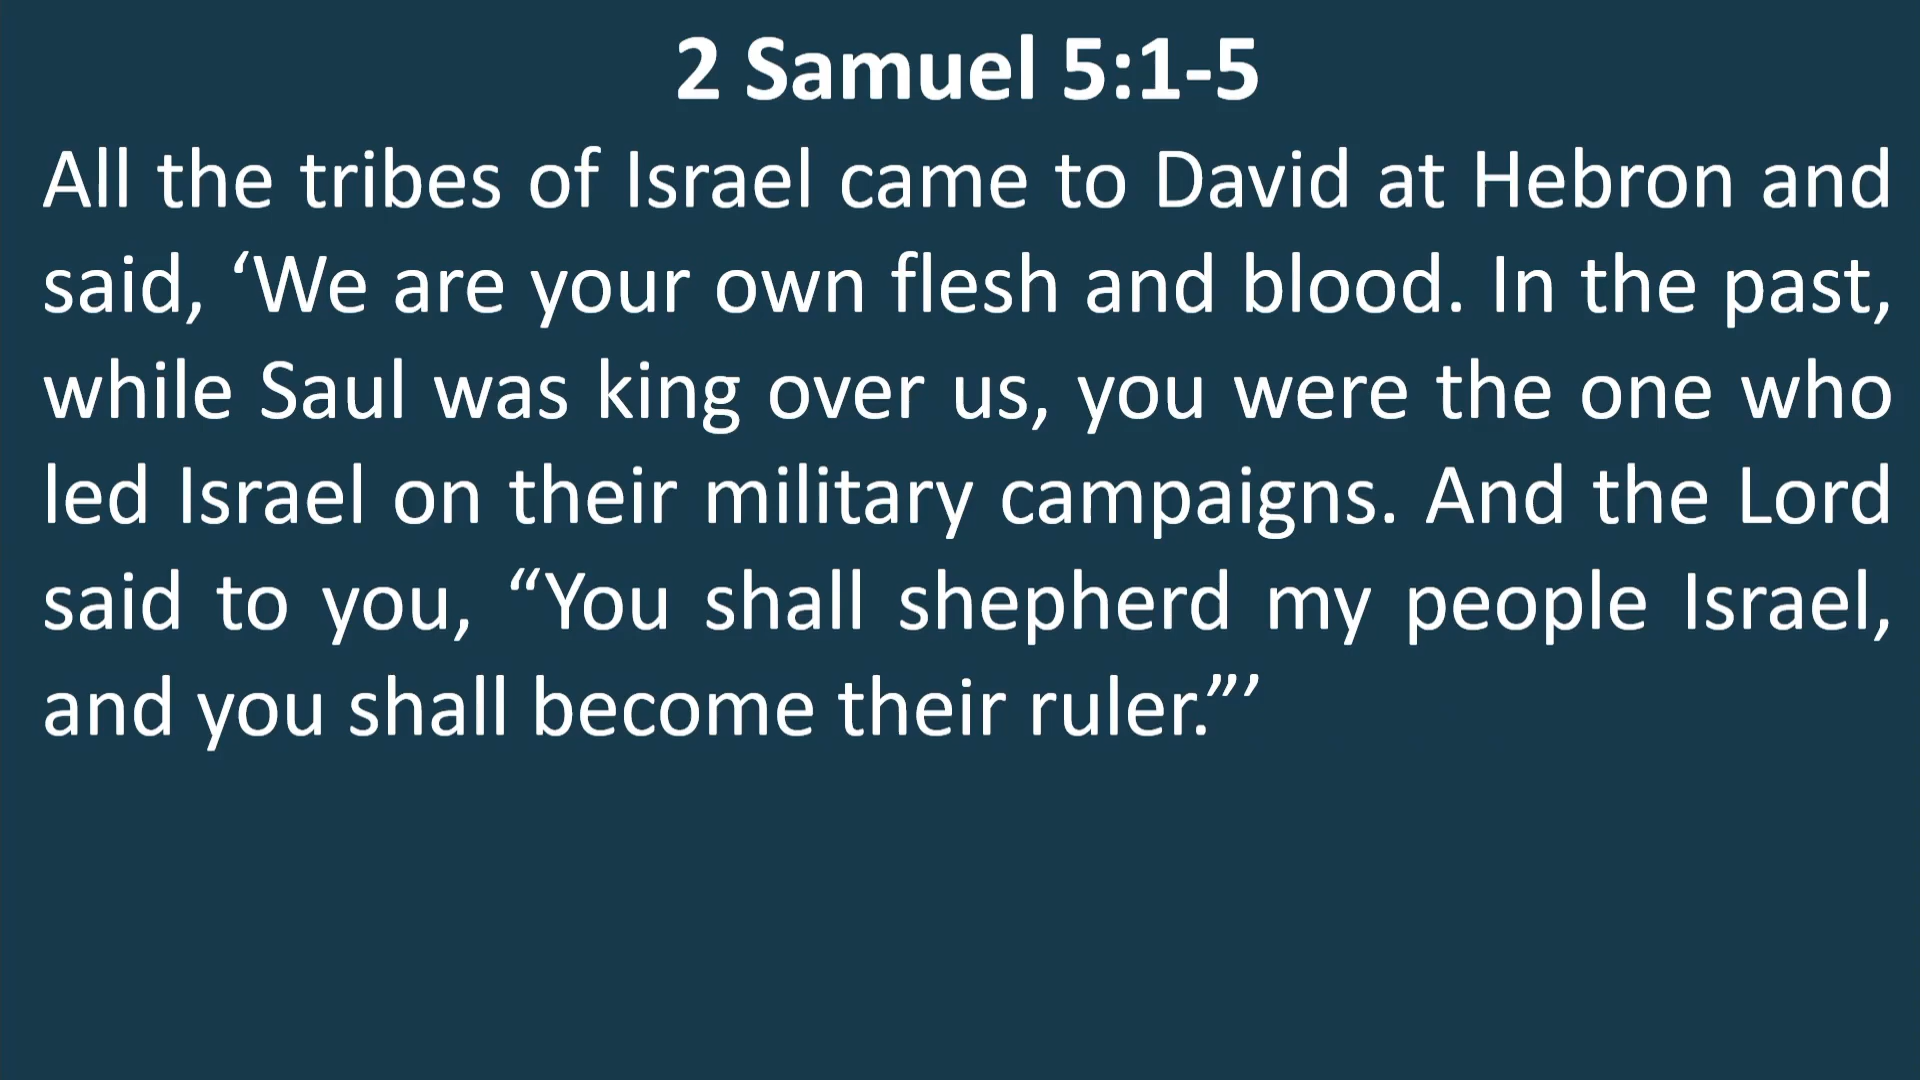 2 Samuel 5:1-5
All the tribes of Israel came to David at Hebron and
said, ‘We are your own flesh and blood. In the past,
while Saul was king over us, you were the one who
led Israel on their military campaigns. And the Lord
said to you, “You shall shepherd my people Israel,
and you shall become their ruler.”’